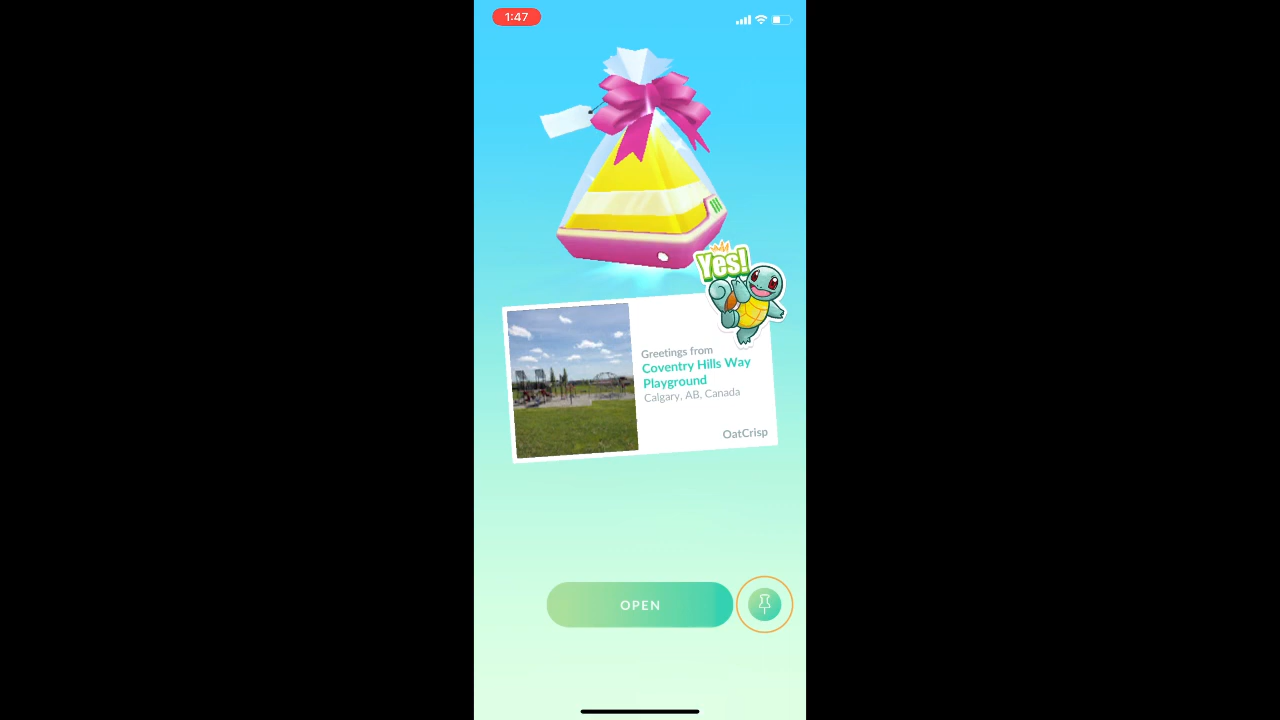 1:47
Yes!
Greetings from
Coventry Hills Way
Playground
Calgary, AB, Canada
OatCrisp
OPEN